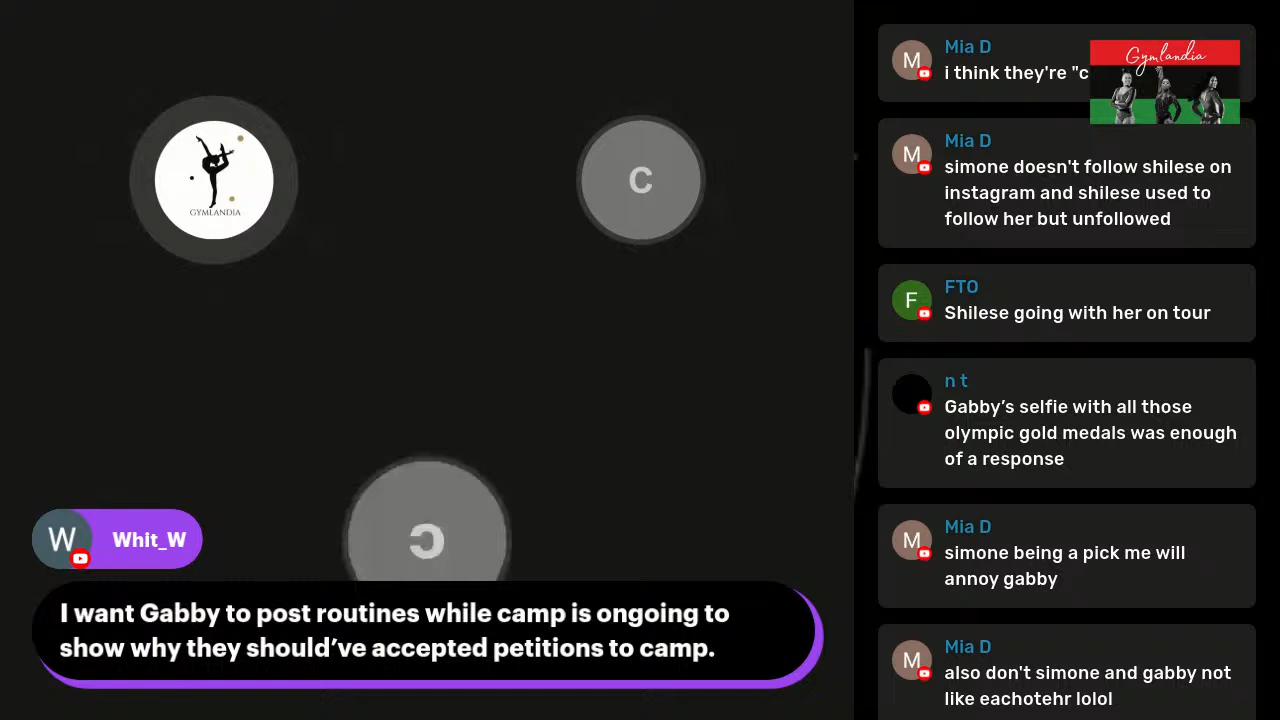 GYMLANDIA
C
C
W
Whit_W
I want Gabby to post routines while camp is ongoing to
show why they should've accepted petitions to camp.
M
Mia D
i think they're "c
Gymlandia
M
Mia D
simone doesn't follow shilese on
instagram and shilese used to
follow her but unfollowed
F
FTO
Shilese going with her on tour
n t
Gabby’s selfie with all those
olympic gold medals was enough
of a response
M
Mia D
simone being a pick me will
annoy gabby
M
Mia D
also don't simone and gabby not
like eachotehr lolol